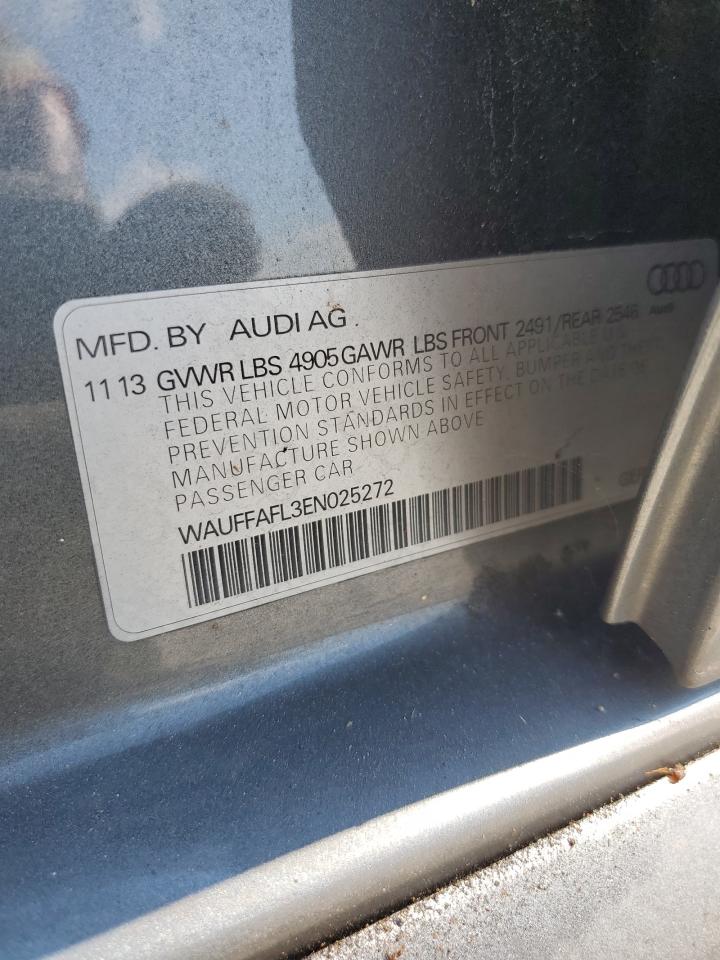 Audi
MFD. BY AUDI AG
11 13 GVWR LBS 4905 GAWR LBS FRONT 2491/REAR 2546
THIS VEHICLE CONFORMS TO ALL APPLICABLE U.S.
FEDERAL MOTOR VEHICLE SAFETY, BUMPER AND THEFT
PREVENTION STANDARDS IN EFFECT ON THE DATE OF
MANUFACTURE SHOWN ABOVE
PASSENGER CAR
WAUFFAFL3EN025272